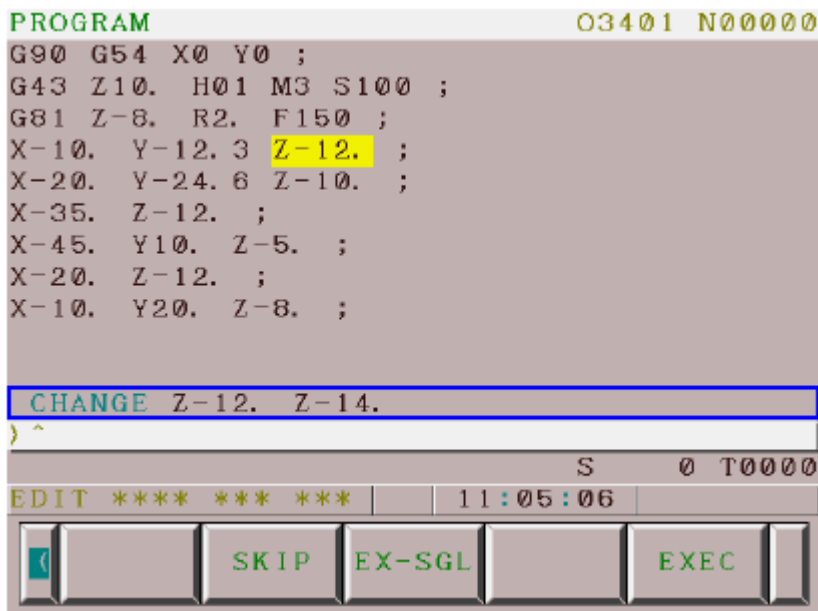 PROGRAM O3401 N00000
G90 G54 X0 Y0 ;
G43 Z10. H01 M3 S100 ;
G81 Z-8. R2. F150 ;
X-10. Y-12.3 Z-12. ;
X-20. Y-24.6 Z-10. ;
X-35. Z-12. ;
X-45. Y10. Z-5. ;
X-20. Z-12. ;
X-10. Y20. Z-8. ;
CHANGE Z-12. Z-14.
) ^
S 0 T0000
EDIT **** *** *** 11:05:06
( SKIP EX-SGL EXEC